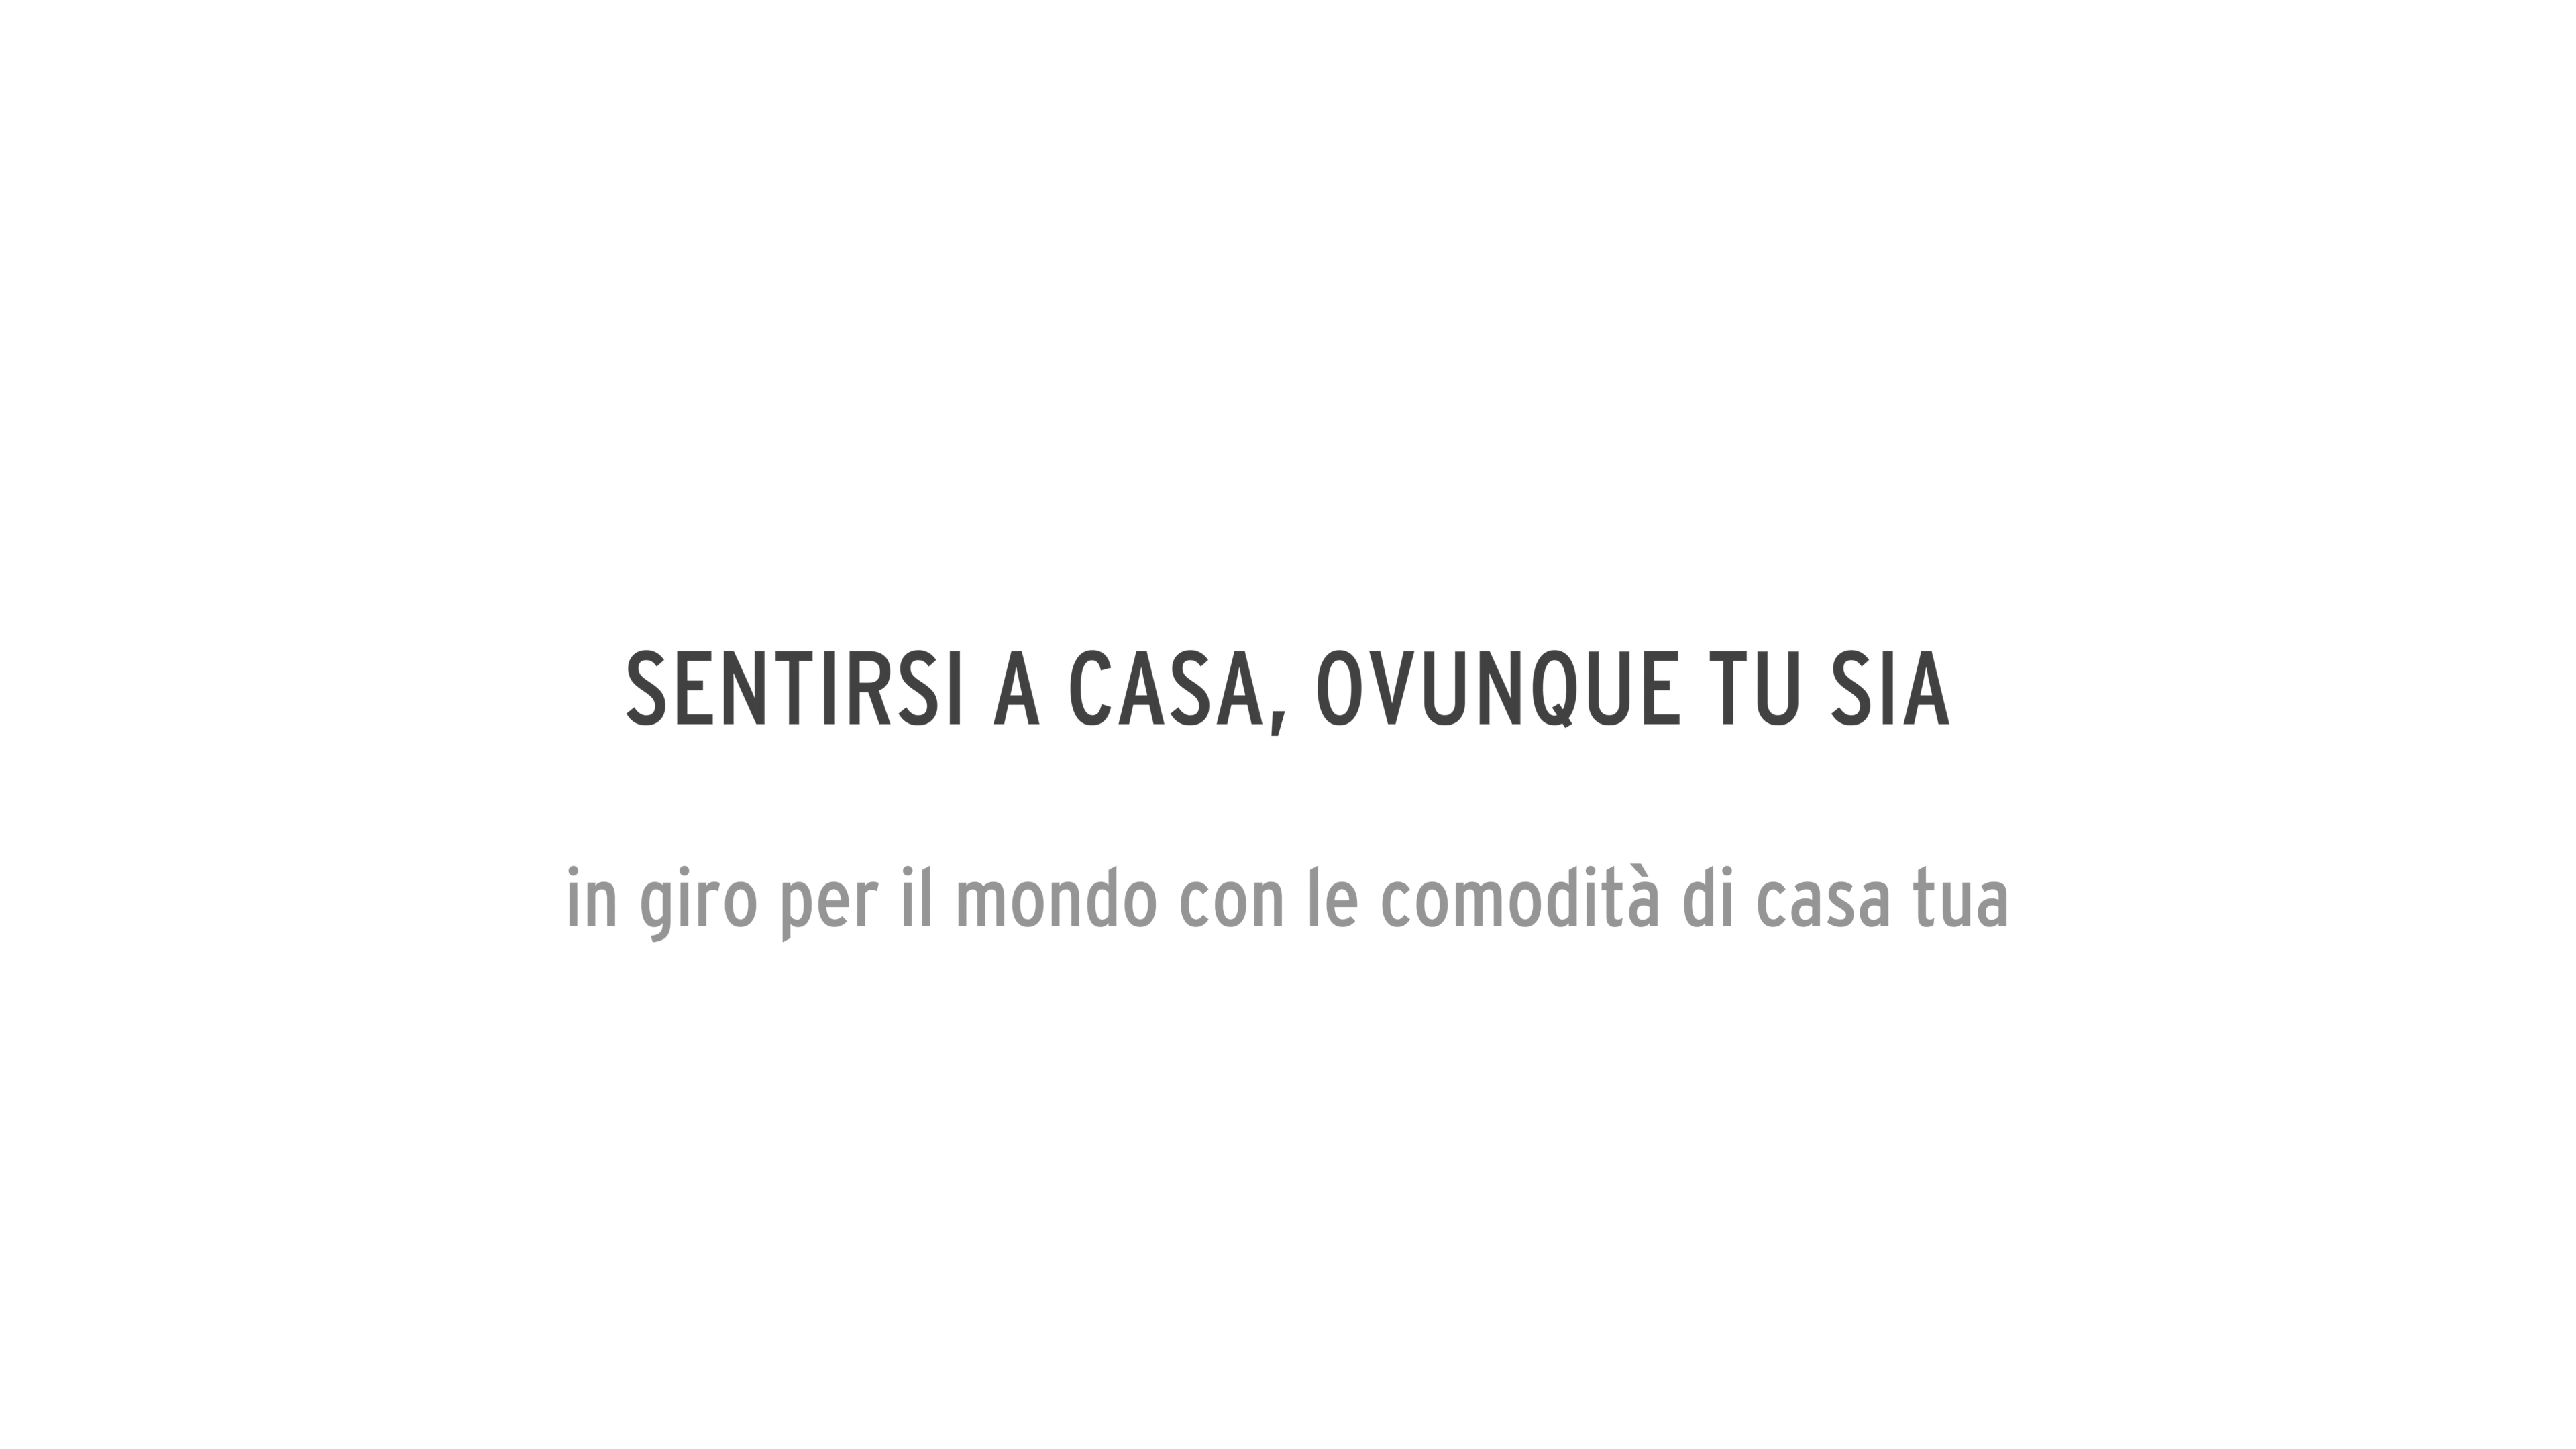 SENTIRSI A CASA, OVUNQUE TU SIA
in giro per il mondo con le comodità di casa tua